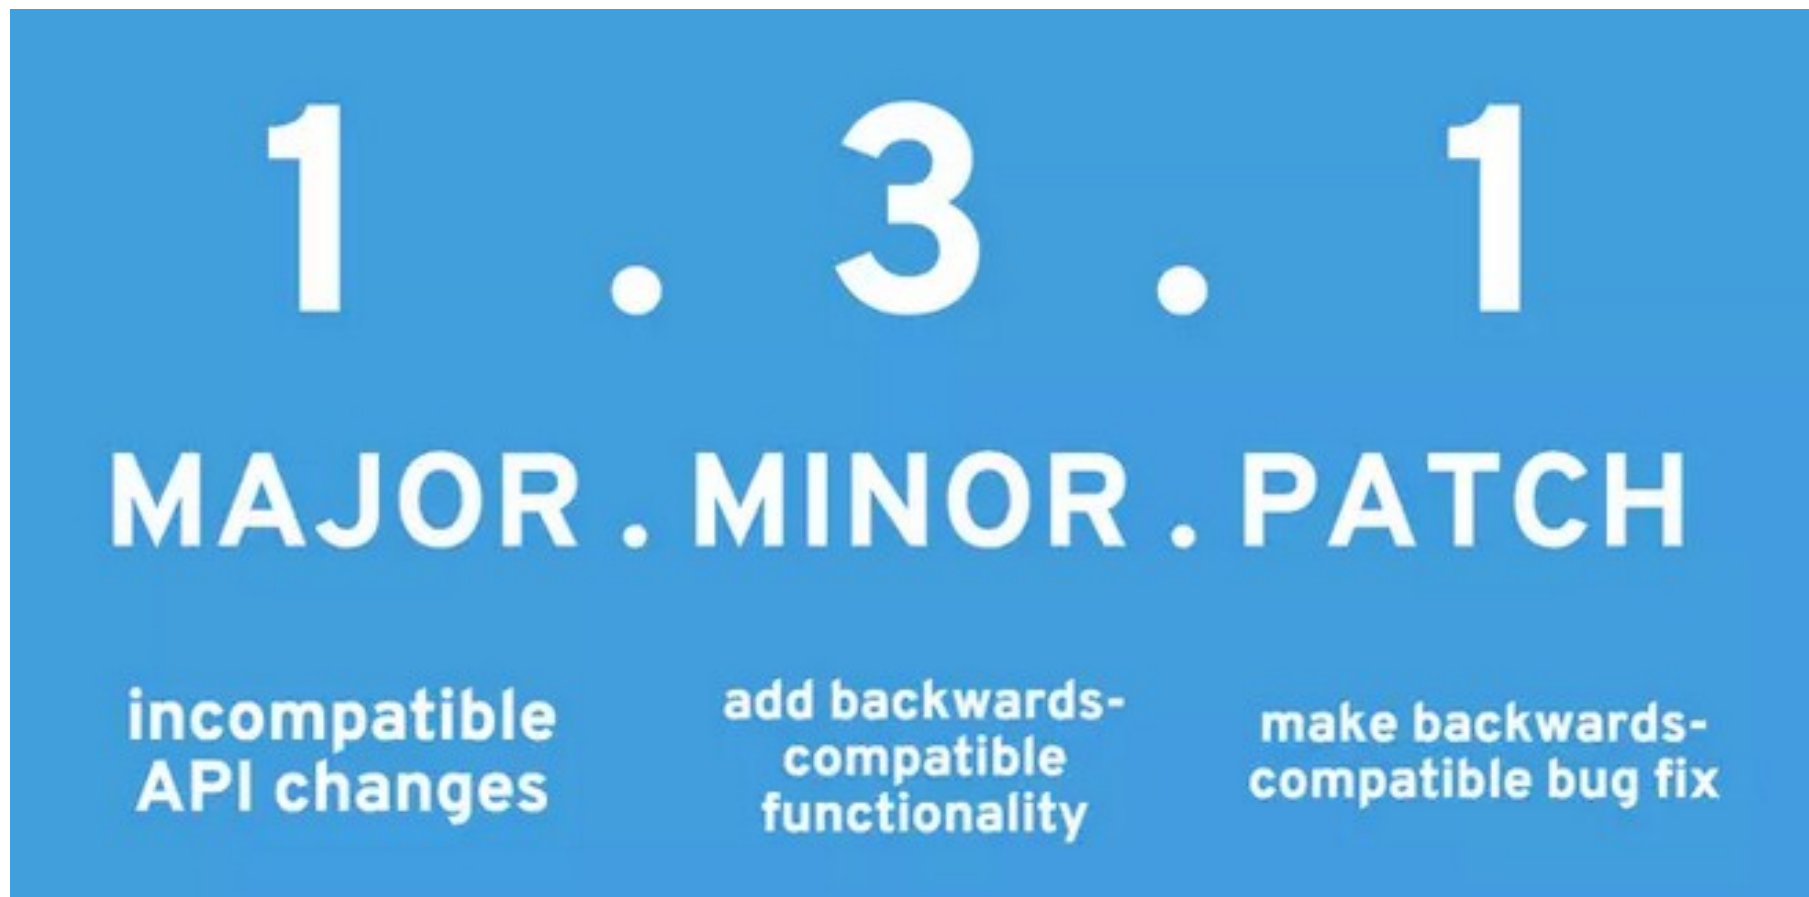 1 . 3 . 1
MAJOR . MINOR . PATCH
incompatible
API changes
add backwards-
compatible
functionality
make backwards-
compatible bug fix